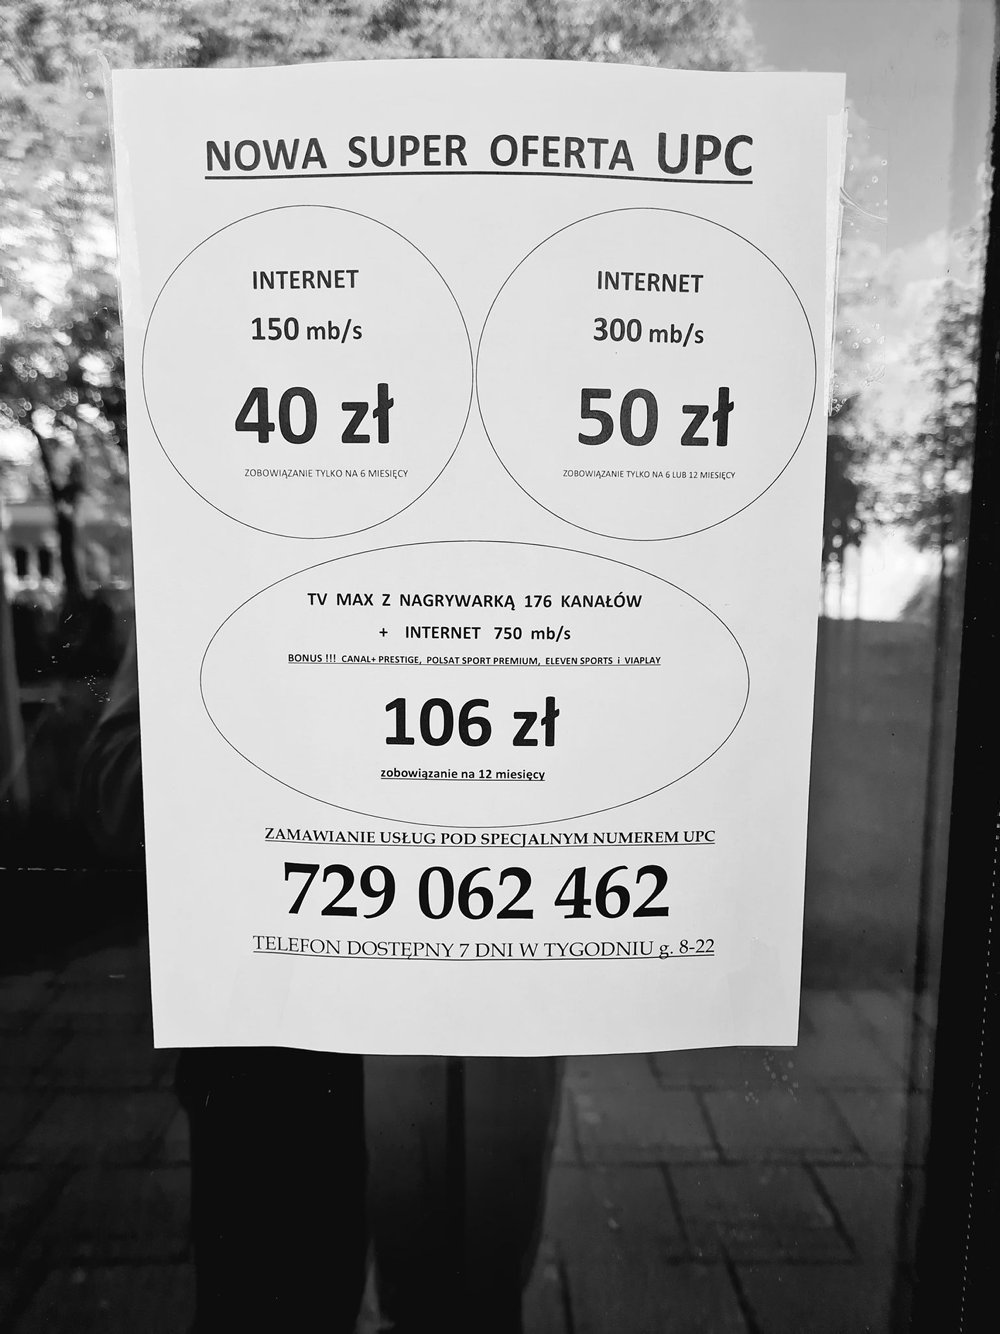 NOWA SUPER OFERTA UPC
INTERNET
150 mb/s
40 zł
ZOBOWIĄZANIE TYLKO NA 6 MIESIĘCY
INTERNET
300 mb/s
50 zł
ZOBOWIĄZANIE TYLKO NA 6 LUB 12 MIESIĘCY
TV MAX Z NAGRYWARKĄ 176 KANAŁÓW
+ INTERNET 750 mb/s
BONUS !!! CANAL+ PRESTIGE, POLSAT SPORT PREMIUM, ELEVEN SPORTS i VIAPLAY
106 zł
zobowiązanie na 12 miesięcy
ZAMAWIANIE USŁUG POD SPECJALNYM NUMEREM UPC
729 062 462
TELEFON DOSTĘPNY 7 DNI W TYGODNIU g. 8-22